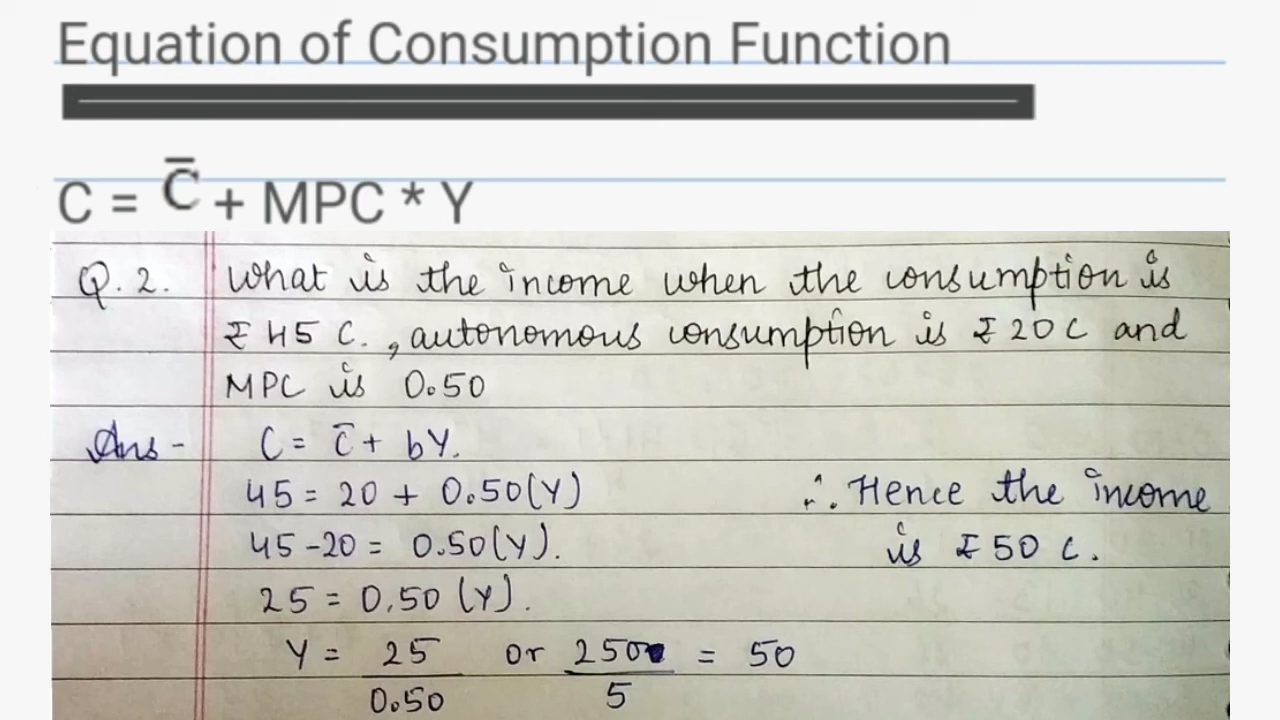 Equation of Consumption Function
C = C̅ + MPC * Y
Q. 2. What is the income when the consumption is
₹ 45 C. , autonomous consumption is ₹ 20 C and
MPC is 0.50
Ans - C = C̅ + bY.
45 = 20 + 0.50(Y)
45 - 20 = 0.50(Y).
25 = 0.50 (Y).
Y = 25/0.50 or 250/5 = 50
∴ Hence the income
is ₹ 50 C.